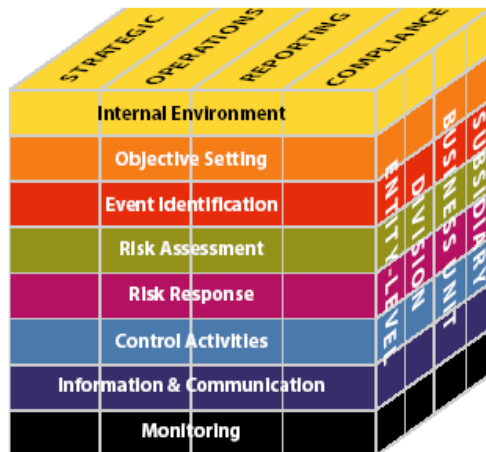 STRATEGIC
OPERATIONS
REPORTING
COMPLIANCE
Internal Environment
Objective Setting
Event Identification
Risk Assessment
Risk Response
Control Activities
Information & Communication
Monitoring
ENTITY-LEVEL
DIVISION
BUSINESS UNIT
SUBSIDIARY